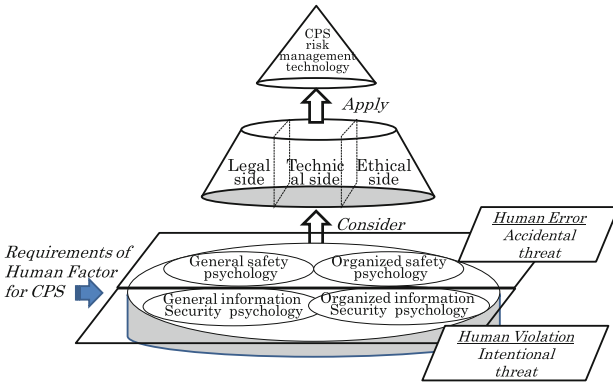 CPS
risk
management
technology
Apply
Legal
side
Technic
al side
Ethical
side
Consider
Human Error
Accidental
threat
Requirements of
Human Factor
for CPS
General safety
psychology
Organized safety
psychology
General information
Security psychology
Organized information
Security psychology
Human Violation
Intentional
threat